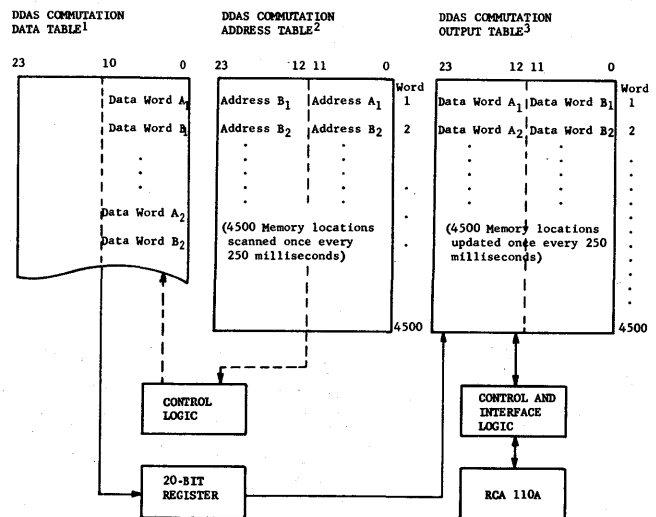 DDAS COMMUTATION
DATA TABLE1
DDAS COMMUTATION
ADDRESS TABLE2
DDAS COMMUTATION
OUTPUT TABLE3
23 10 0
23 12 11 0
23 12 11 0
Data Word A1
Data Word B1
Data Word A2
Data Word B2
Word
Address B1 Address A1 1
Address B2 Address B2 2
(4500 Memory locations
scanned once every
250 milliseconds)
4500
Word
Data Word A1 Data Word B1 1
Data Word A2 Data Word B2 2
(4500 Memory locations
updated once every 250
milliseconds)
4500
CONTROL
LOGIC
CONTROL AND
INTERFACE
LOGIC
20-BIT
REGISTER
RCA 110A